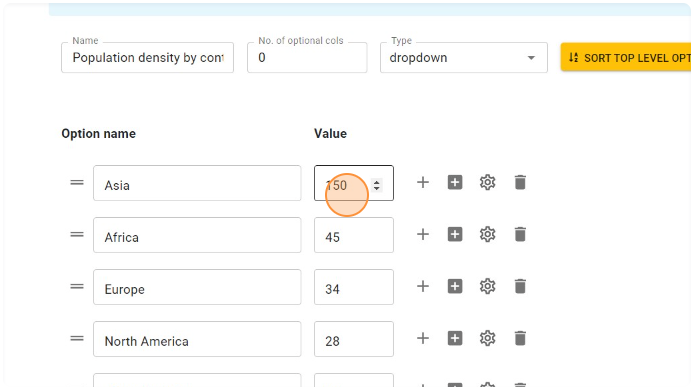 Name
No. of optional cols
Type
Population density by con
0
dropdown
SORT TOP LEVEL OPT
Option name
Value
Asia
150
Africa
45
Europe
34
North America
28